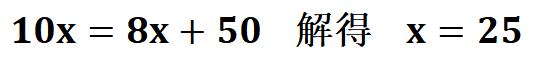 10x = 8x + 50 解得 x = 25